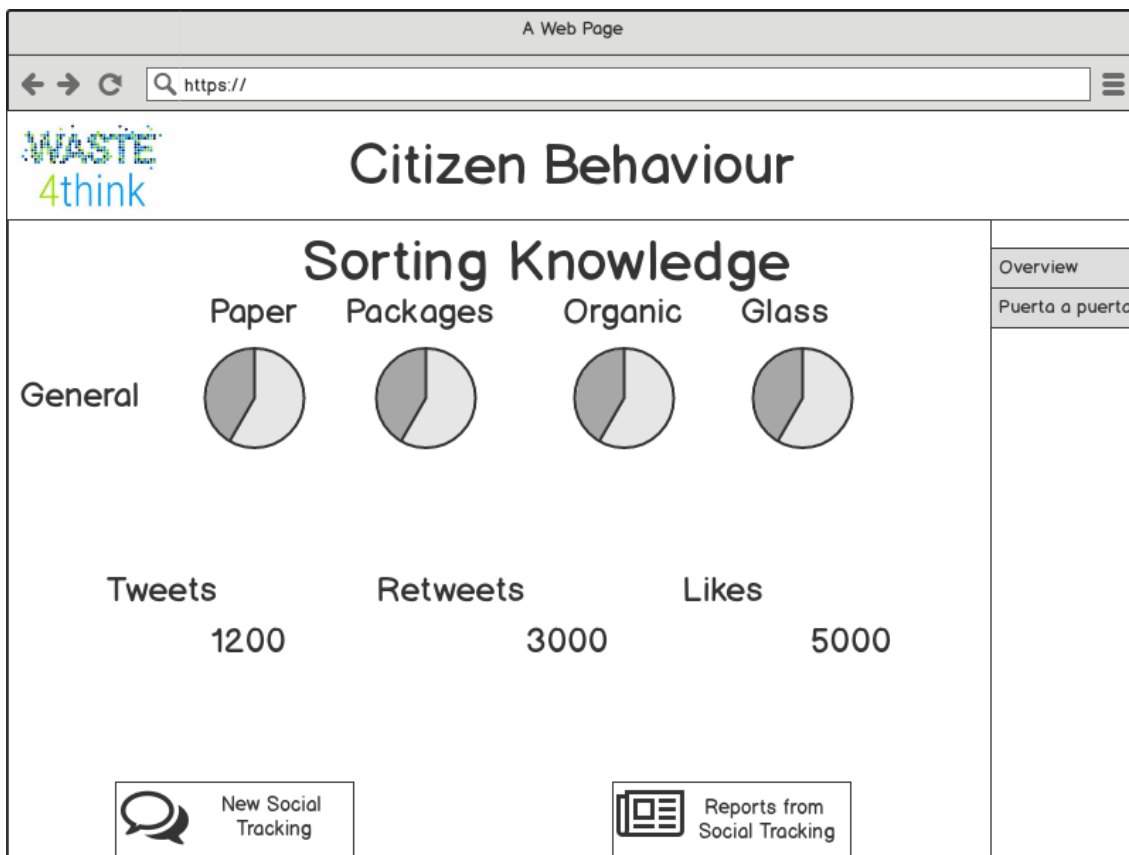 A Web Page
https://
WASTE
4think
Citizen Behaviour
Sorting Knowledge
Paper Packages Organic Glass
General
Tweets Retweets Likes
1200 3000 5000
New Social
Tracking
Reports from
Social Tracking
Overview
Puerta a puerta